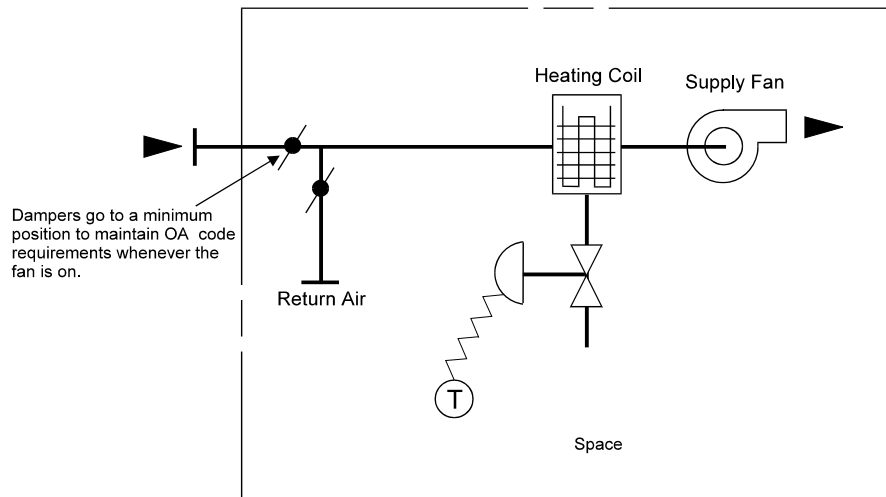 Heating Coil
Supply Fan
Dampers go to a minimum
position to maintain OA code
requirements whenever the
fan is on.
Return Air
T
Space